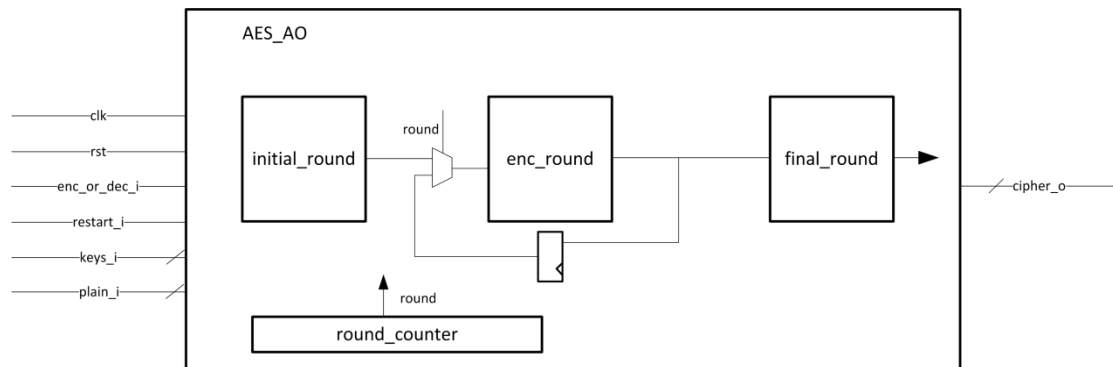 AES_AO
clk
rst
enc_or_dec_i
restart_i
keys_i
plain_i
initial_round
round
enc_round
final_round
cipher_o
round
round_counter